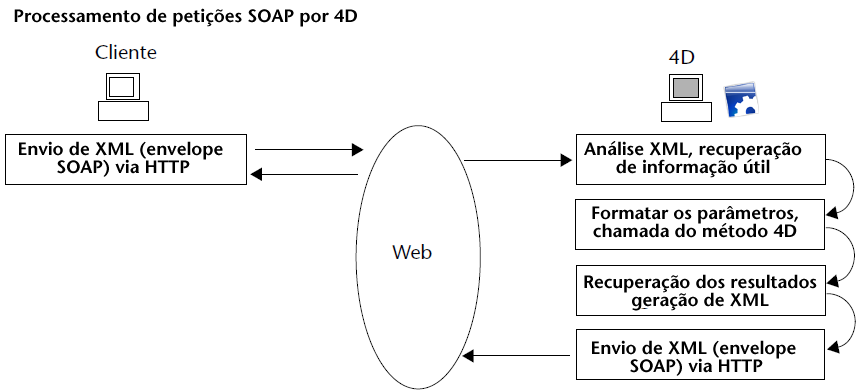 Processamento de petições SOAP por 4D
Cliente
4D
Envio de XML (envelope
SOAP) via HTTP
Web
Análise XML, recuperação
de informação útil
Formatar os parâmetros,
chamada do método 4D
Recuperação dos resultados
geração de XML
Envio de XML (envelope
SOAP) via HTTP